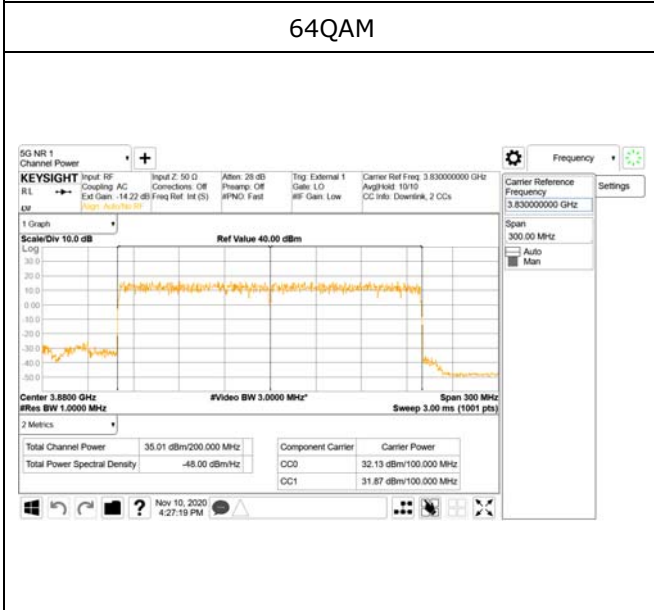 64QAM
5G NR 1
Channel Power
+
Frequency
KEYSIGHT Input: RF Input Z: 50 Ω Atten: 28 dB Trig: External 1 Carrier Ref Freq: 3.830000000 GHz
RL Coupling: AC Corrections: Off Preamp: Off Gate: LO Avg|Hold: 10/10
Ext Gain: -14.22 dB Freq Ref: Int (S) #PNO: Fast #IF Gain: Low CC Info: Downlink, 2 CCs
Align: Auto/No RF
Carrier Reference
Frequency
3.830000000 GHz
Settings
Span
300.00 MHz
Auto
Man
1 Graph
Scale/Div 10.0 dB Ref Value 40.00 dBm
Log
30.0
20.0
10.0
0.00
-10.0
-20.0
-30.0
-40.0
-50.0
Center 3.8800 GHz #Video BW 3.0000 MHz* Span 300 MHz
#Res BW 1.0000 MHz Sweep 3.00 ms (1001 pts)
2 Metrics
Total Channel Power 35.01 dBm/200.000 MHz Component Carrier Carrier Power
Total Power Spectral Density -48.00 dBm/Hz CC0 32.13 dBm/100.000 MHz
CC1 31.87 dBm/100.000 MHz
? Nov 10, 2020
4:27:19 PM